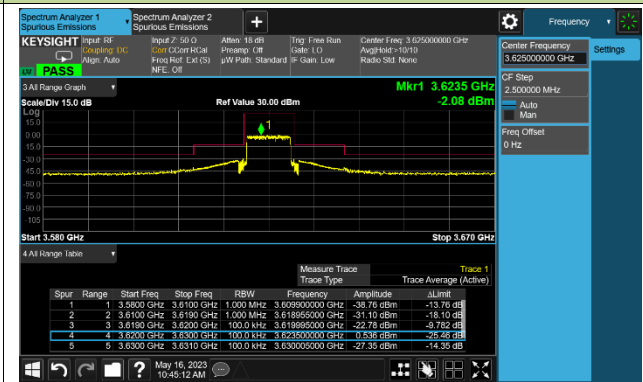 Spectrum Analyzer 1
Spurious Emissions
Spectrum Analyzer 2
Spurious Emissions
Frequency
KEYSIGHT
Input: RF
Coupling: DC
Align: Auto
Input Z: 50 Ω
Corr CCorr RCal
Freq Ref: Ext (S)
NFE: Off
Atten: 18 dB
Preamp: Off
µW Path: Standard
Trig: Free Run
Gate: LO
IF Gain: Low
Center Freq: 3.625000000 GHz
Avg|Hold:>10/10
Radio Std: None
PASS
Center Frequency
3.625000000 GHz
Settings
CF Step
2.500000 MHz
Auto
Man
Freq Offset
0 Hz
3 All Range Graph
Mkr1 3.6235 GHz
Scale/Div 15.0 dB
Ref Value 30.00 dBm
-2.08 dBm
Log
15.0
0.00
-15.0
-30.0
-45.0
-60.0
-75.0
-90.0
-105
1
Start 3.580 GHz
Stop 3.670 GHz
4 All Range Table
Measure Trace Trace 1
Trace Type Trace Average (Active)
Spur Range Start Freq Stop Freq RBW Frequency Amplitude ΔLimit
1 1 3.5800 GHz 3.6100 GHz 1.000 MHz 3.609900000 GHz -38.76 dBm -13.76 dB
2 2 3.6100 GHz 3.6190 GHz 1.000 MHz 3.618955000 GHz -31.10 dBm -18.10 dB
3 3 3.6190 GHz 3.6200 GHz 100.0 kHz 3.619995000 GHz -22.78 dBm -9.782 dB
4 4 3.6200 GHz 3.6300 GHz 100.0 kHz 3.623500000 GHz 0.536 dBm -25.46 dB
5 5 3.6300 GHz 3.6310 GHz 100.0 kHz 3.630005000 GHz -27.35 dBm -14.35 dB
May 16, 2023
10:45:12 AM